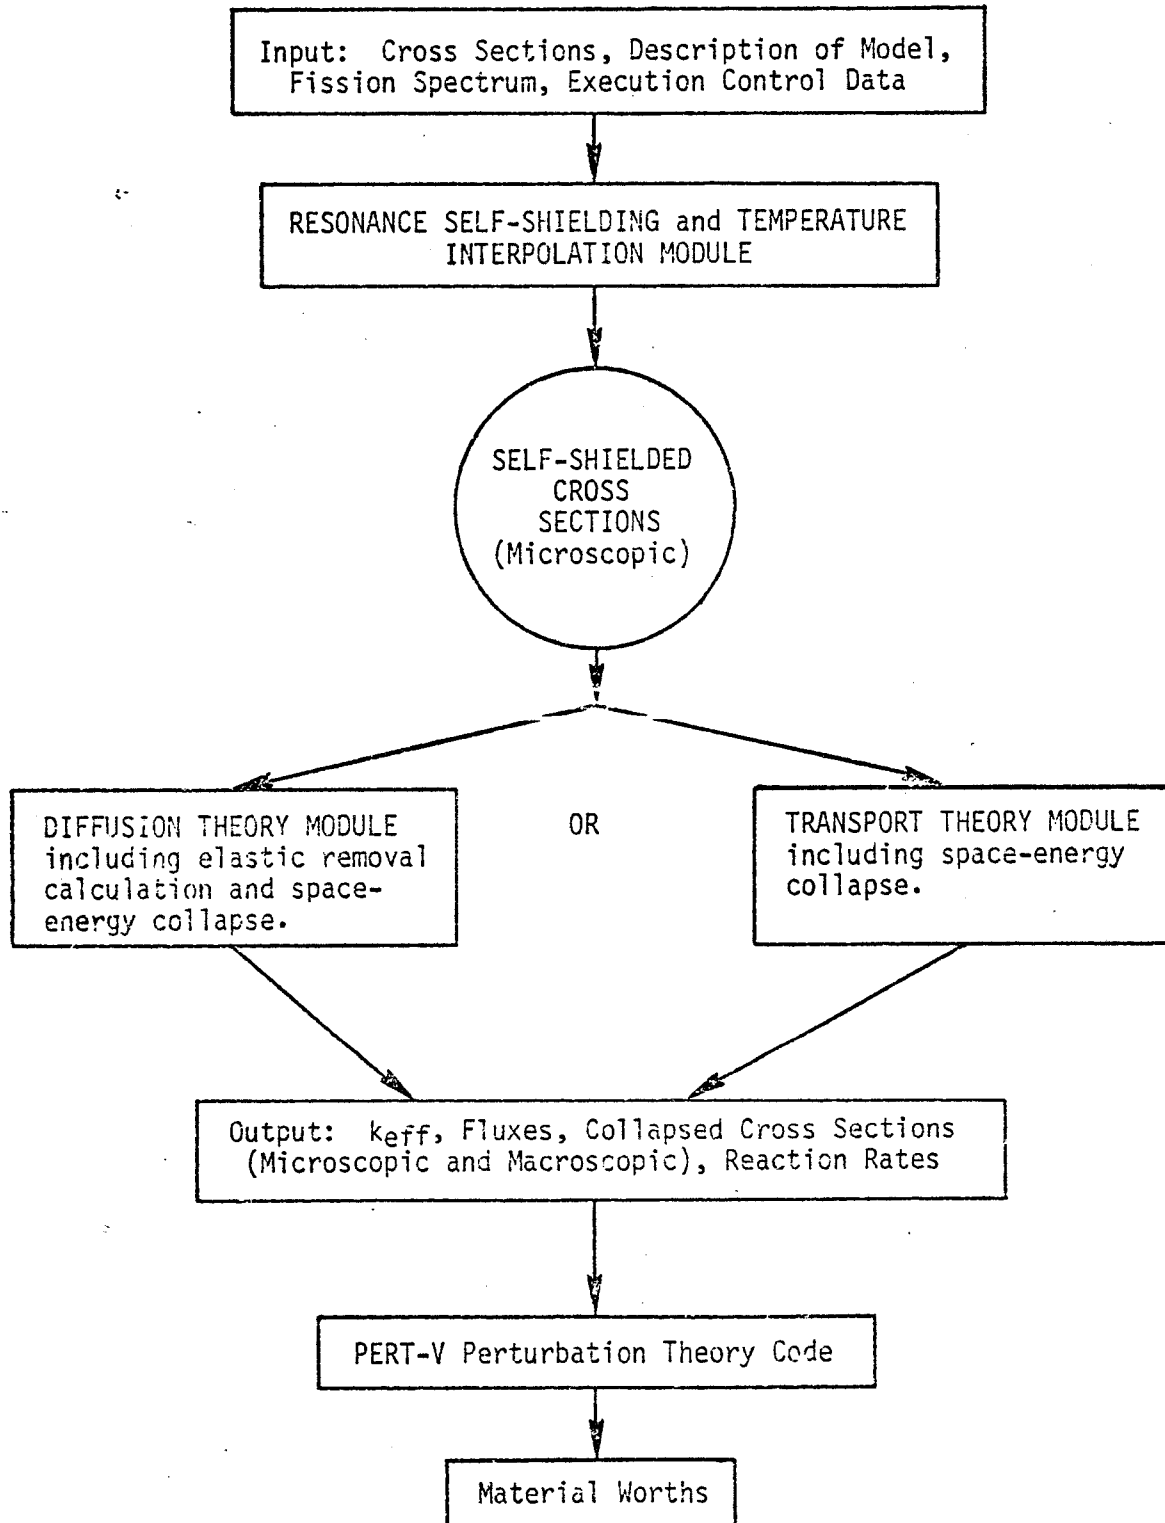 Input: Cross Sections, Description of Model,
Fission Spectrum, Execution Control Data
RESONANCE SELF-SHIELDING and TEMPERATURE
INTERPOLATION MODULE
SELF-SHIELDED
CROSS
SECTIONS
(Microscopic)
DIFFUSION THEORY MODULE
including elastic removal
calculation and space-
energy collapse.
OR
TRANSPORT THEORY MODULE
including space-energy
collapse.
Output: keff, Fluxes, Collapsed Cross Sections
(Microscopic and Macroscopic), Reaction Rates
PERT-V Perturbation Theory Code
Material Worths